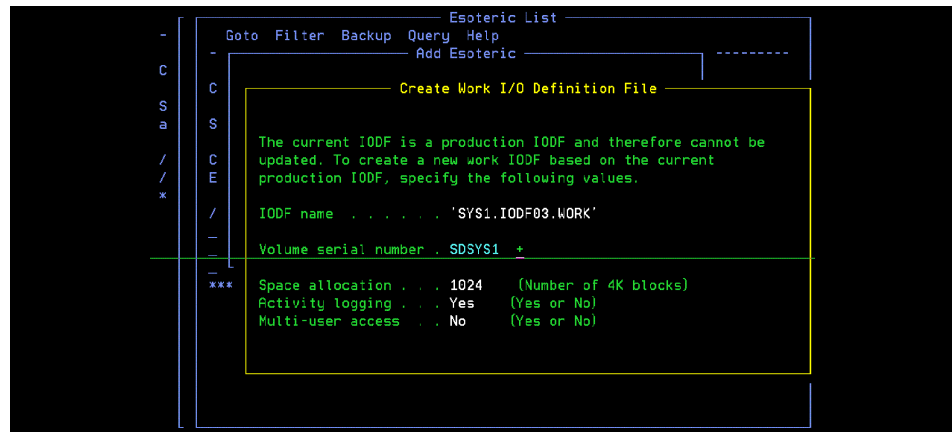 Esoteric List
- Goto Filter Backup Query Help
- Add Esoteric ---------
C
C Create Work I/O Definition File
S
a S
The current IODF is a production IODF and therefore cannot be
/ C updated. To create a new work IODF based on the current
/ E production IODF, specify the following values.
*
/ IODF name . . . . . . 'SYS1.IODF03.WORK'
_
_ Volume serial number . SDSYS1 +
_
*** Space allocation . . . 1024 (Number of 4K blocks)
Activity logging . . . Yes (Yes or No)
Multi-user access . . No (Yes or No)